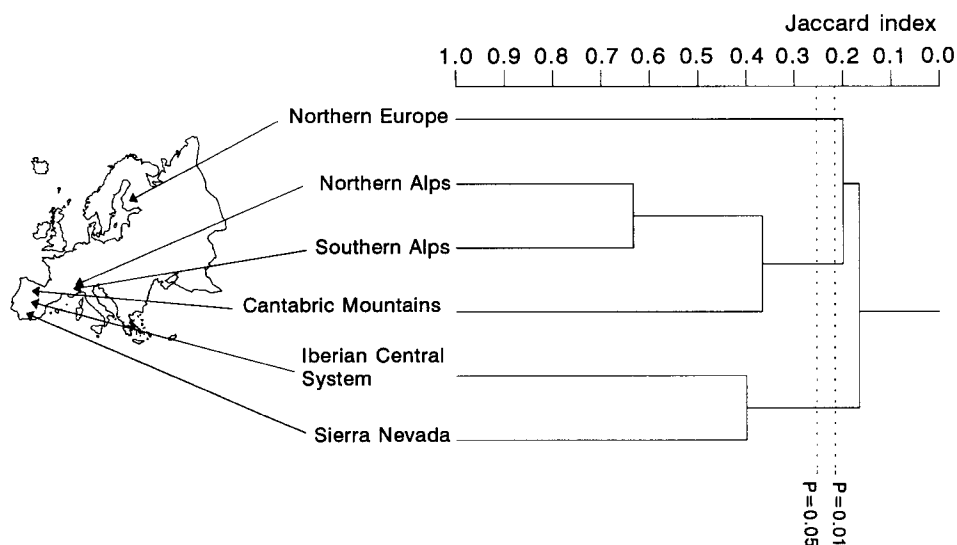 Jaccard index
1.0 0.9 0.8 0.7 0.6 0.5 0.4 0.3 0.2 0.1 0.0
Northern Europe
Northern Alps
Southern Alps
Cantabric Mountains
Iberian Central
System
Sierra Nevada
P=0.05
P=0.01